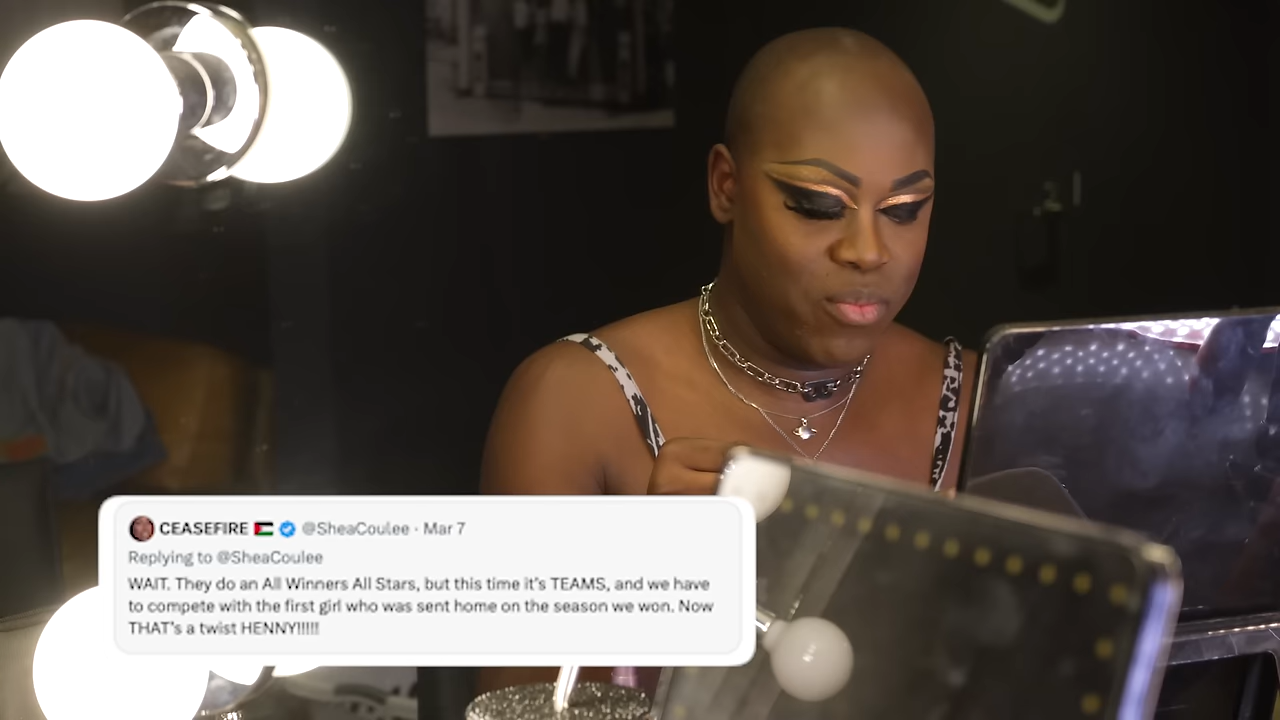 CEASEFIRE 🇵🇸 @SheaCoulee · Mar 7
Replying to @SheaCoulee
WAIT. They do an All Winners All Stars, but this time it's TEAMS, and we have
to compete with the first girl who was sent home on the season we won. Now
THAT's a twist HENNY!!!!!